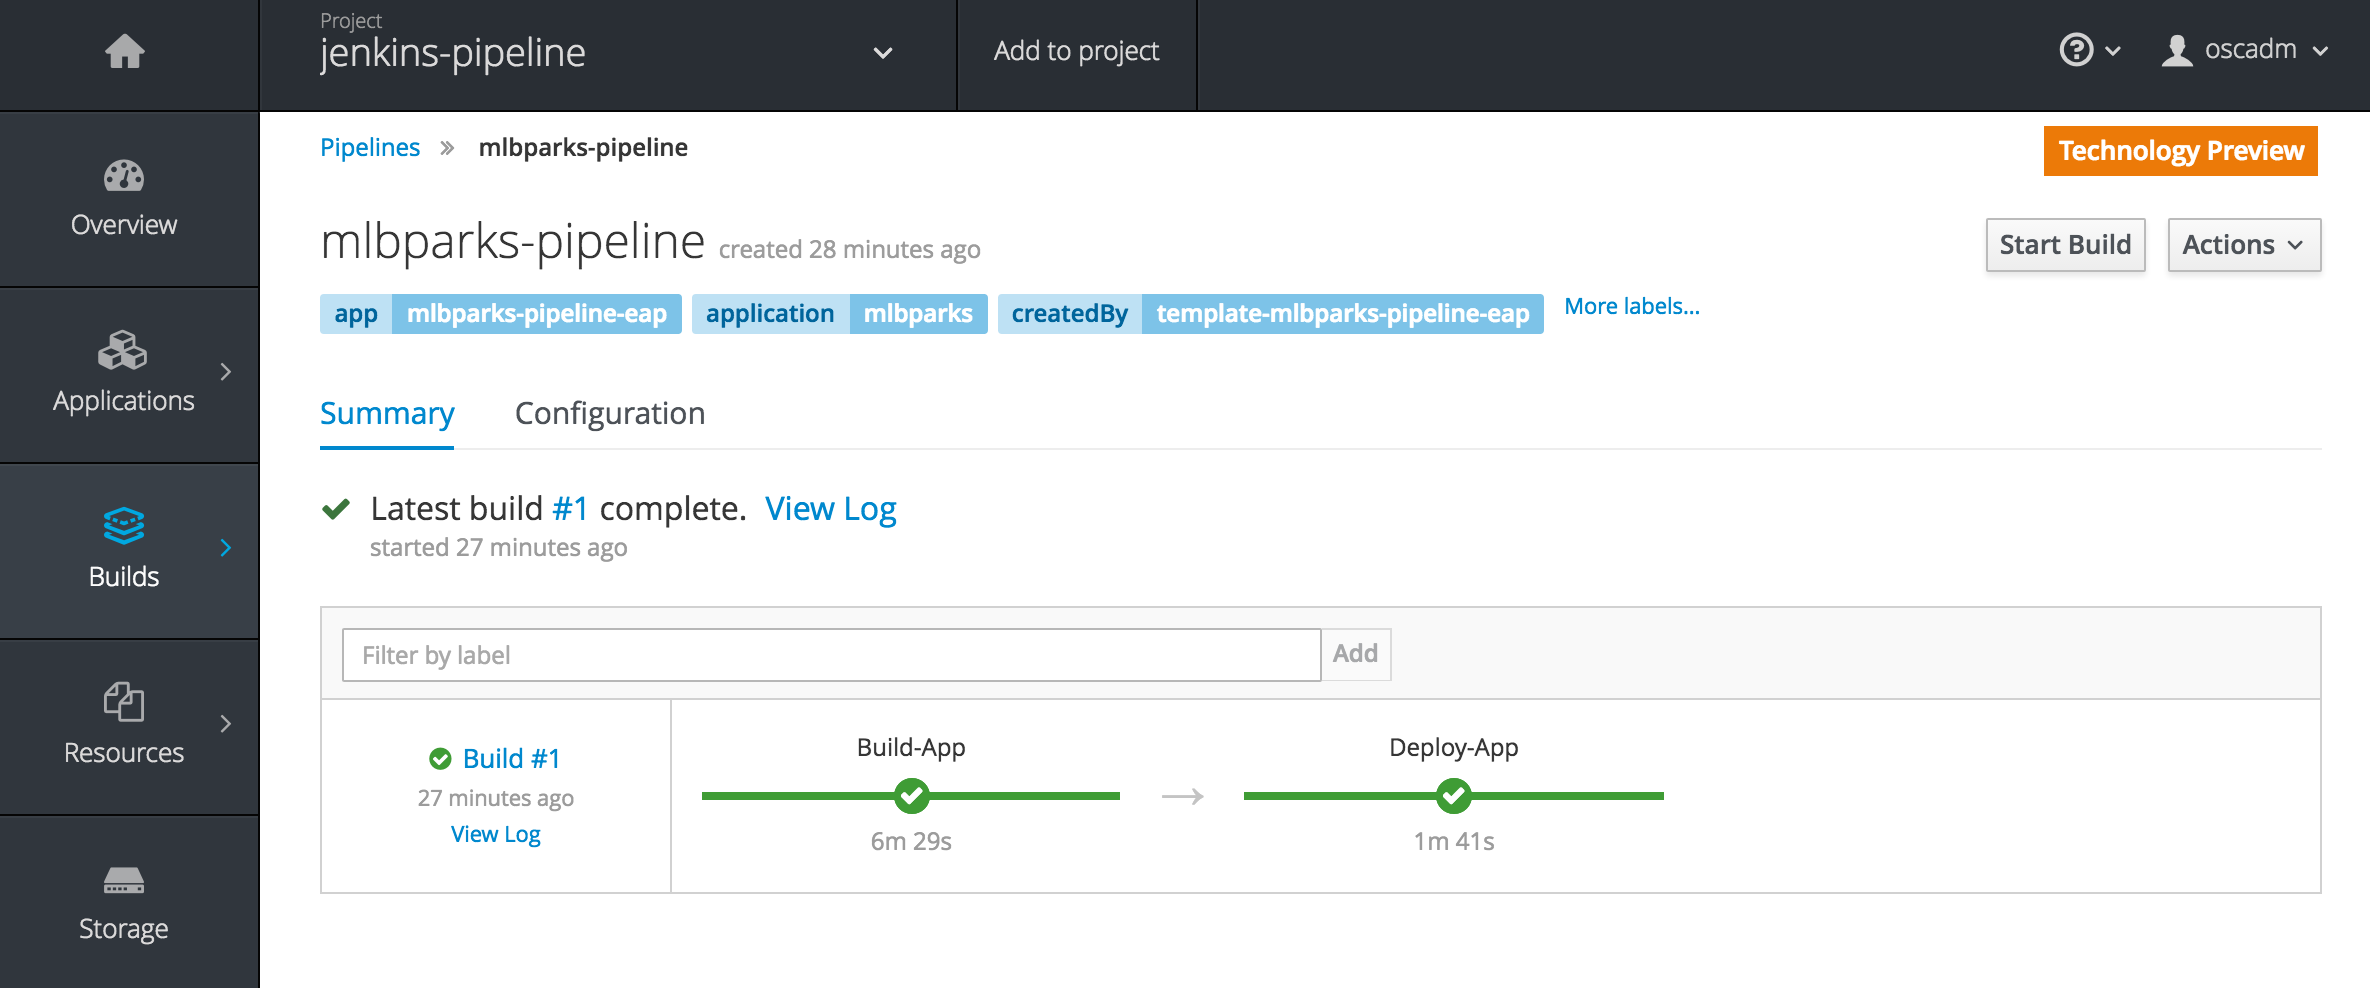 Project
jenkins-pipeline
Add to project
oscadm
Overview
Applications
Builds
Resources
Storage
Pipelines » mlbparks-pipeline
Technology Preview
mlbparks-pipeline created 28 minutes ago
Start Build
Actions
app mlbparks-pipeline-eap application mlbparks createdBy template-mlbparks-pipeline-eap More labels...
Summary Configuration
Latest build #1 complete. View Log
started 27 minutes ago
Filter by label
Add
Build #1
27 minutes ago
View Log
Build-App
6m 29s
Deploy-App
1m 41s